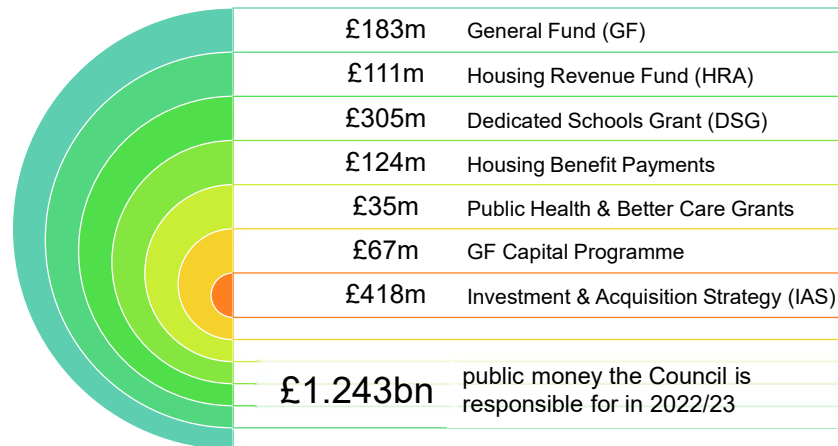 £183m General Fund (GF)
£111m Housing Revenue Fund (HRA)
£305m Dedicated Schools Grant (DSG)
£124m Housing Benefit Payments
£35m Public Health & Better Care Grants
£67m GF Capital Programme
£418m Investment & Acquisition Strategy (IAS)
£1.243bn public money the Council is
responsible for in 2022/23